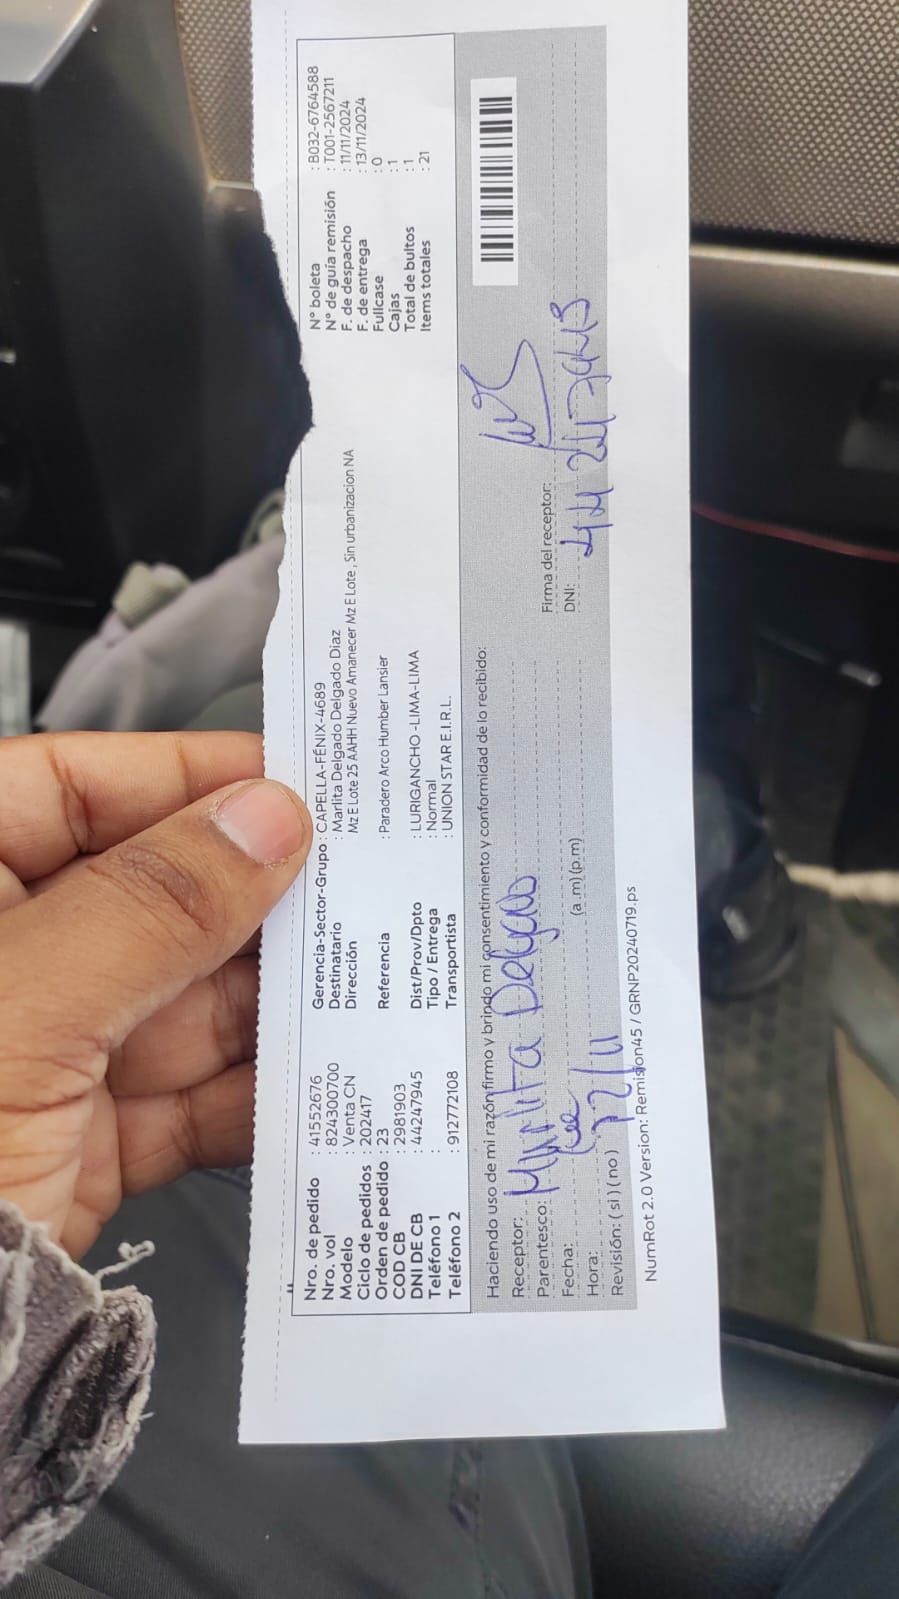 Nro. de pedido : 41552676
Nro. vol : 824300700
Modelo : Venta CN
Ciclo de pedidos : 202417
Orden de pedido : 23
COD CB : 2981903
DNI DE CB : 44247945
Teléfono 1 :
Teléfono 2 : 912772108
Gerencia-Sector-Grupo : CAPELLA-FÉNIX-4689
Destinatario : Marlita Delgado Delgado Diaz
Dirección Mz E Lote 25 AAHH Nuevo Amanecer Mz E Lote , Sin urbanizacion NA
Referencia : Paradero Arco Humber Lansier
Dist/Prov/Dpto : LURIGANCHO -LIMA-LIMA
Tipo / Entrega : Normal
Transportista : UNION STAR E.I.R.L.
N° boleta : B032-6764588
N° de guía remisión : T001-2567211
F. de despacho : 11/11/2024
F. de entrega : 13/11/2024
Fullcase : 0
Cajas : 1
Total de bultos : 1
Items totales : 21
Haciendo uso de mi razón firmo y brindo mi consentimiento y conformidad de lo recibido:
Receptor: Marlita Delgado
Parentesco:
Fecha:
Hora: (a .m) (p.m)
Revisión: ( si ) ( no )
Firma del receptor:
DNI:
NumRot 2.0 Version: Remision45 / GRNP20240719.ps